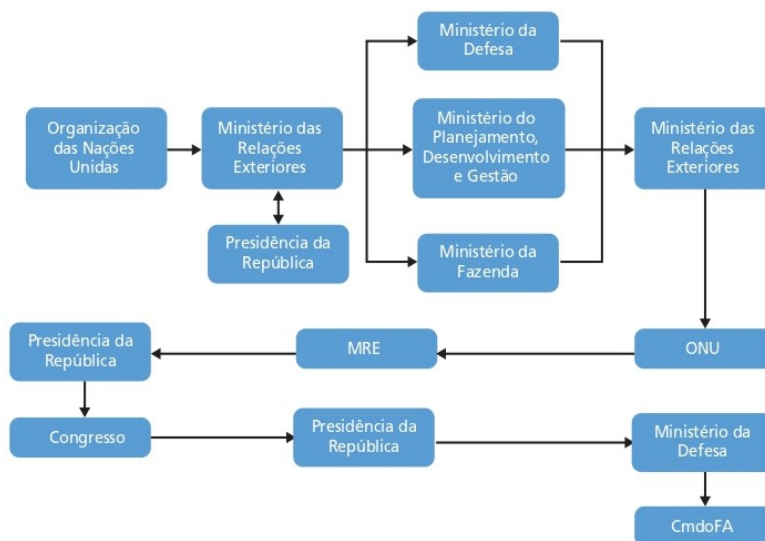 Ministério da
Defesa
Organização
das Nações
Unidas
Ministério das
Relações
Exteriores
Ministério do
Planejamento,
Desenvolvimento
e Gestão
Ministério das
Relações
Exteriores
Presidência da
República
Ministério da
Fazenda
Presidência da
República
MRE
ONU
Congresso
Presidência da
República
Ministério da
Defesa
CmdoFA